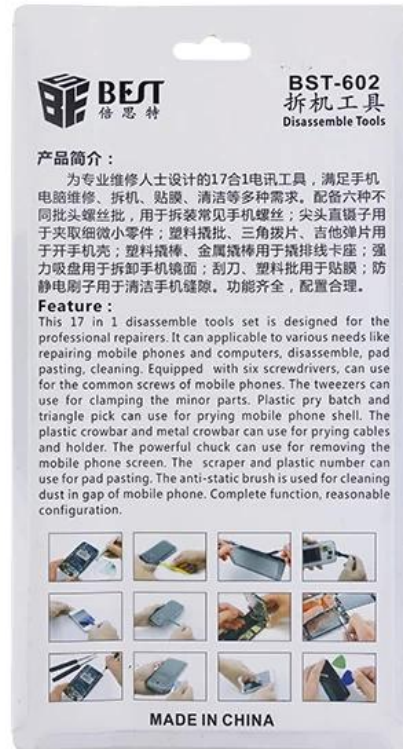 BEST
倍思特
BST-602
拆机工具
Disassemble Tools
产品简介：
为专业维修人士设计的17合1电讯工具，满足手机
电脑维修、拆机、贴膜、清洁等多种需求。配备六种不
同批头螺丝批，用于拆装常见手机螺丝；尖头直镊子用
于夹取细微小零件；塑料撬批、三角拨片、吉他弹片用
于开手机壳；塑料撬棒、金属撬棒用于撬排线卡座；强
力吸盘用于拆卸手机镜面；刮刀、塑料批用于贴膜；防
静电刷子用于清洁手机缝隙。功能齐全，配置合理。
Feature :
This 17 in 1 disassemble tools set is designed for the
professional repairers. It can applicable to various needs like
repairing mobile phones and computers, disassemble, pad
pasting, cleaning. Equipped with six screwdrivers, can use
for the common screws of mobile phones. The tweezers can
use for clamping the minor parts. Plastic pry batch and
triangle pick can use for prying mobile phone shell. The
plastic crowbar and metal crowbar can use for prying cables
and holder. The powerful chuck can use for removing the
mobile phone screen. The scraper and plastic number can
use for pad pasting. The anti-static brush is used for cleaning
dust in gap of mobile phone. Complete function, reasonable
configuration.
MADE IN CHINA